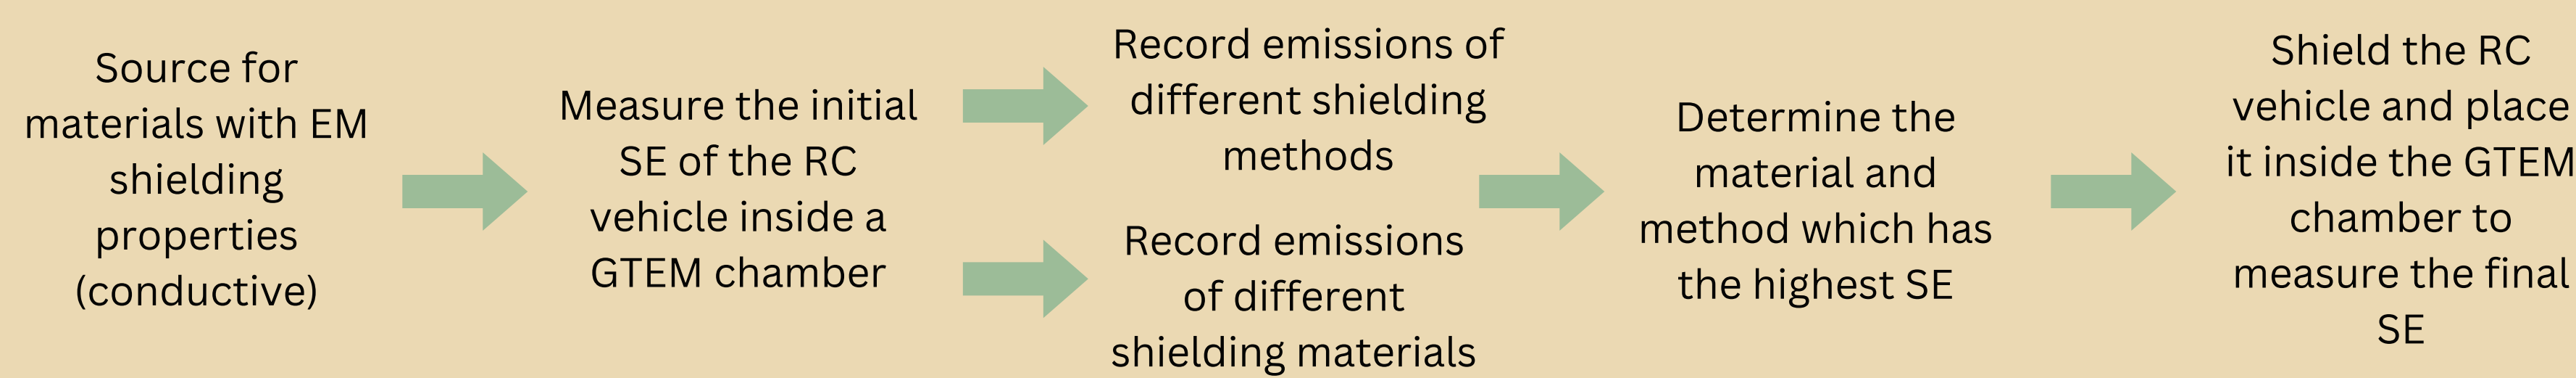 Source for
materials with EM
shielding
properties
(conductive)
Measure the initial
SE of the RC
vehicle inside a
GTEM chamber
Record emissions of
different shielding
methods
Record emissions
of different
shielding materials
Determine the
material and
method which has
the highest SE
Shield the RC
vehicle and place
it inside the GTEM
chamber to
measure the final
SE